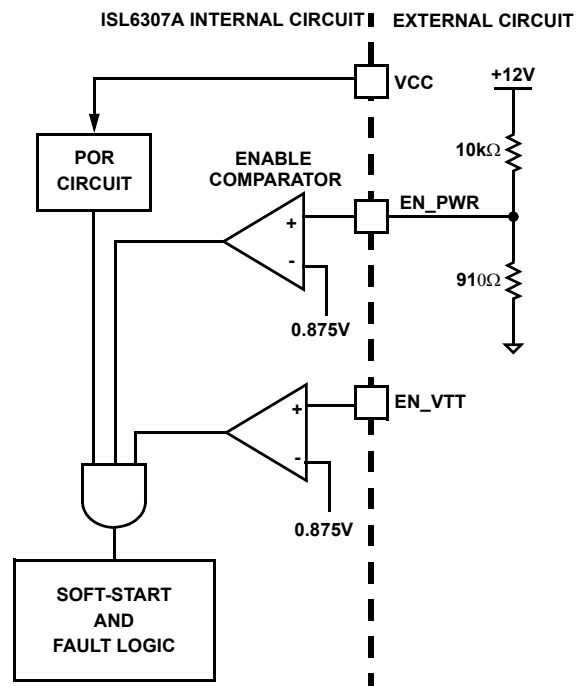 ISL6307A INTERNAL CIRCUIT
EXTERNAL CIRCUIT
VCC
+12V
POR
CIRCUIT
ENABLE
COMPARATOR
10kΩ
EN_PWR
+
-
0.875V
910Ω
EN_VTT
+
-
0.875V
SOFT-START
AND
FAULT LOGIC